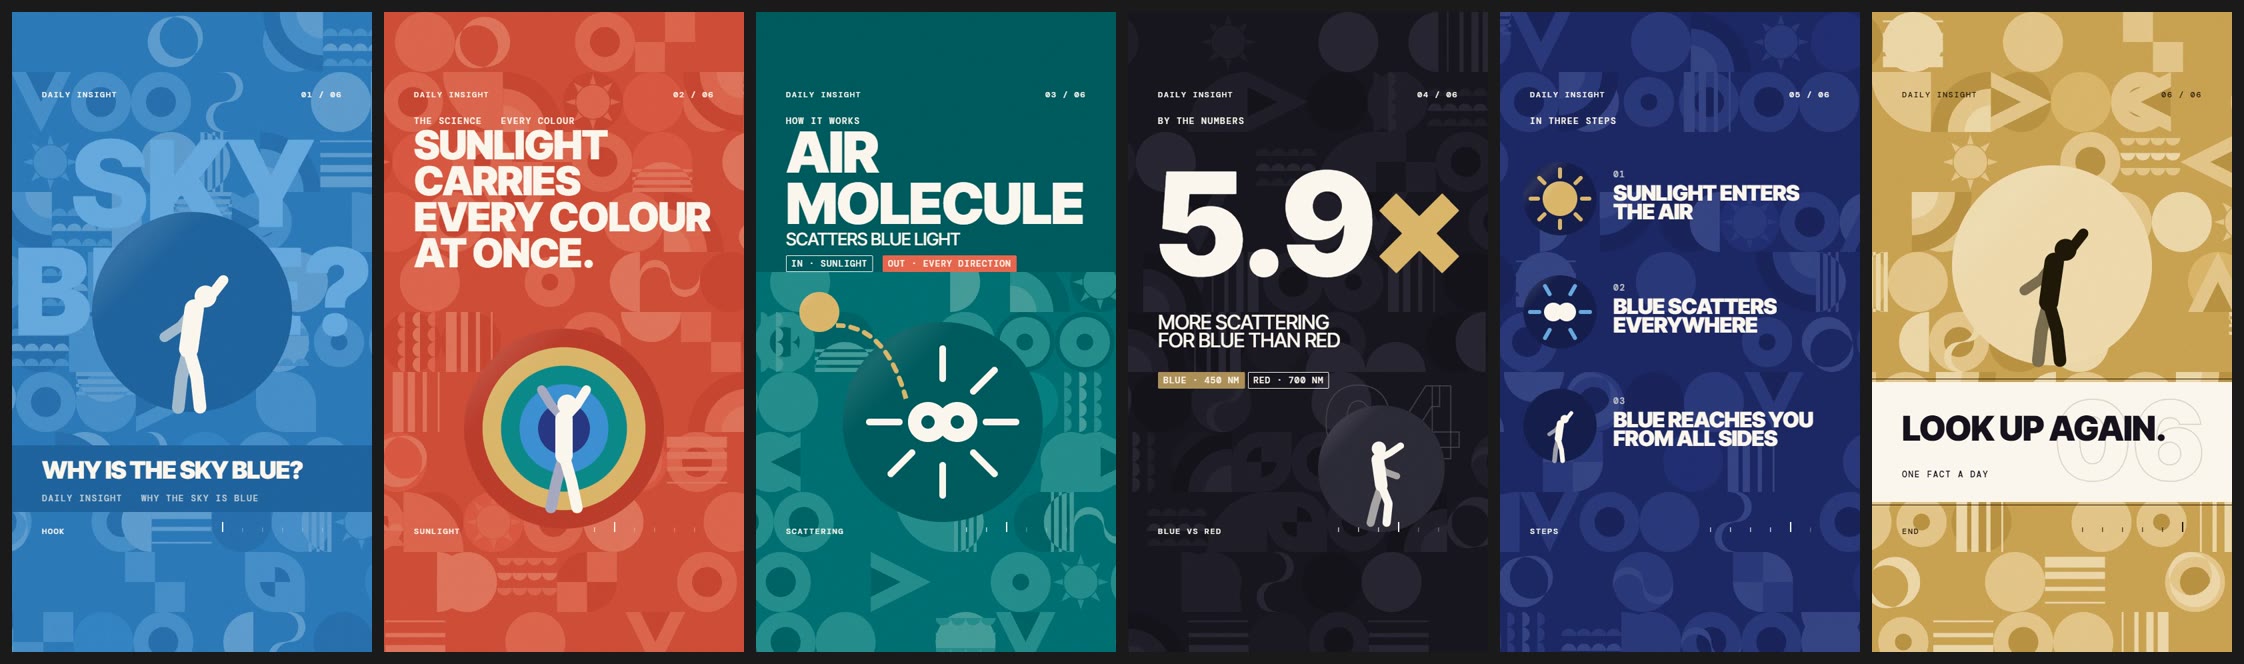 DAILY INSIGHT
01 / 06
SKY
B E?
WHY IS THE SKY BLUE?
DAILY INSIGHT WHY THE SKY IS BLUE
HOOK
DAILY INSIGHT
02 / 06
THE SCIENCE EVERY COLOUR
SUNLIGHT
CARRIES
EVERY COLOUR
AT ONCE.
SUNLIGHT
DAILY INSIGHT
03 / 06
HOW IT WORKS
AIR
MOLECULE
SCATTERS BLUE LIGHT
IN · SUNLIGHT
OUT · EVERY DIRECTION
SCATTERING
DAILY INSIGHT
04 / 06
BY THE NUMBERS
5.9×
MORE SCATTERING
FOR BLUE THAN RED
BLUE · 450 NM
RED · 700 NM
04
BLUE VS RED
DAILY INSIGHT
05 / 06
IN THREE STEPS
01
SUNLIGHT ENTERS
THE AIR
02
BLUE SCATTERS
EVERYWHERE
03
BLUE REACHES YOU
FROM ALL SIDES
STEPS
DAILY INSIGHT
06 / 06
LOOK UP AGAIN.
06
ONE FACT A DAY
END